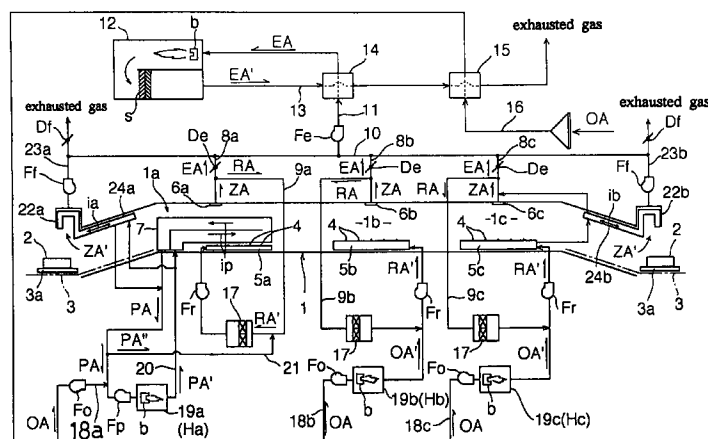 12 b EA 14 15 exhausted gas
EA' 13
S 11 16 OA
exhausted gas Fe exhausted gas
Df 8a 10 8b 8c Df
23a De EA De EA De 23b
Ff EA RA 9a RA ZA RA ZA Ff
24a 1a 6a ZA ib 22b
22a ia 7 4 6b 4 -1b- 4 -1c- 6c
ZA' ip 24b ZA'
2 5a 5b RA' 5c RA' 2
3a 3 1 3a 3
PA Fr 9b Fr 9c Fr
17 RA'
PA" 17 17
PA 20 21 OA' OA'
PA' Fo Fo
Fo Fp b b b
OA 18a 19a (Ha) 18b OA 19b(Hb) 18c OA 19c(Hc)